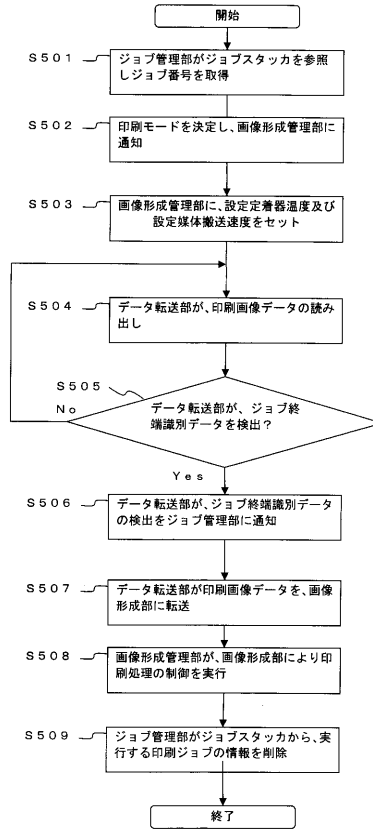 開始
S501
ジョブ管理部がジョブスタッカを参照
しジョブ番号を取得
S502
印刷モードを決定し、画像形成管理部に
通知
S503
画像形成管理部に、設定定着器温度及び
設定媒体搬送速度をセット
S504
データ転送部が、印刷画像データの読み
出し
S505
No
データ転送部が、ジョブ終
端識別データを検出？
Yes
S506
データ転送部が、ジョブ終端識別データ
の検出をジョブ管理部に通知
S507
データ転送部が印刷画像データを、画像
形成部に転送
S508
画像形成管理部が、画像形成部により印
刷処理の制御を実行
S509
ジョブ管理部がジョブスタッカから、実
行する印刷ジョブの情報を削除
終了